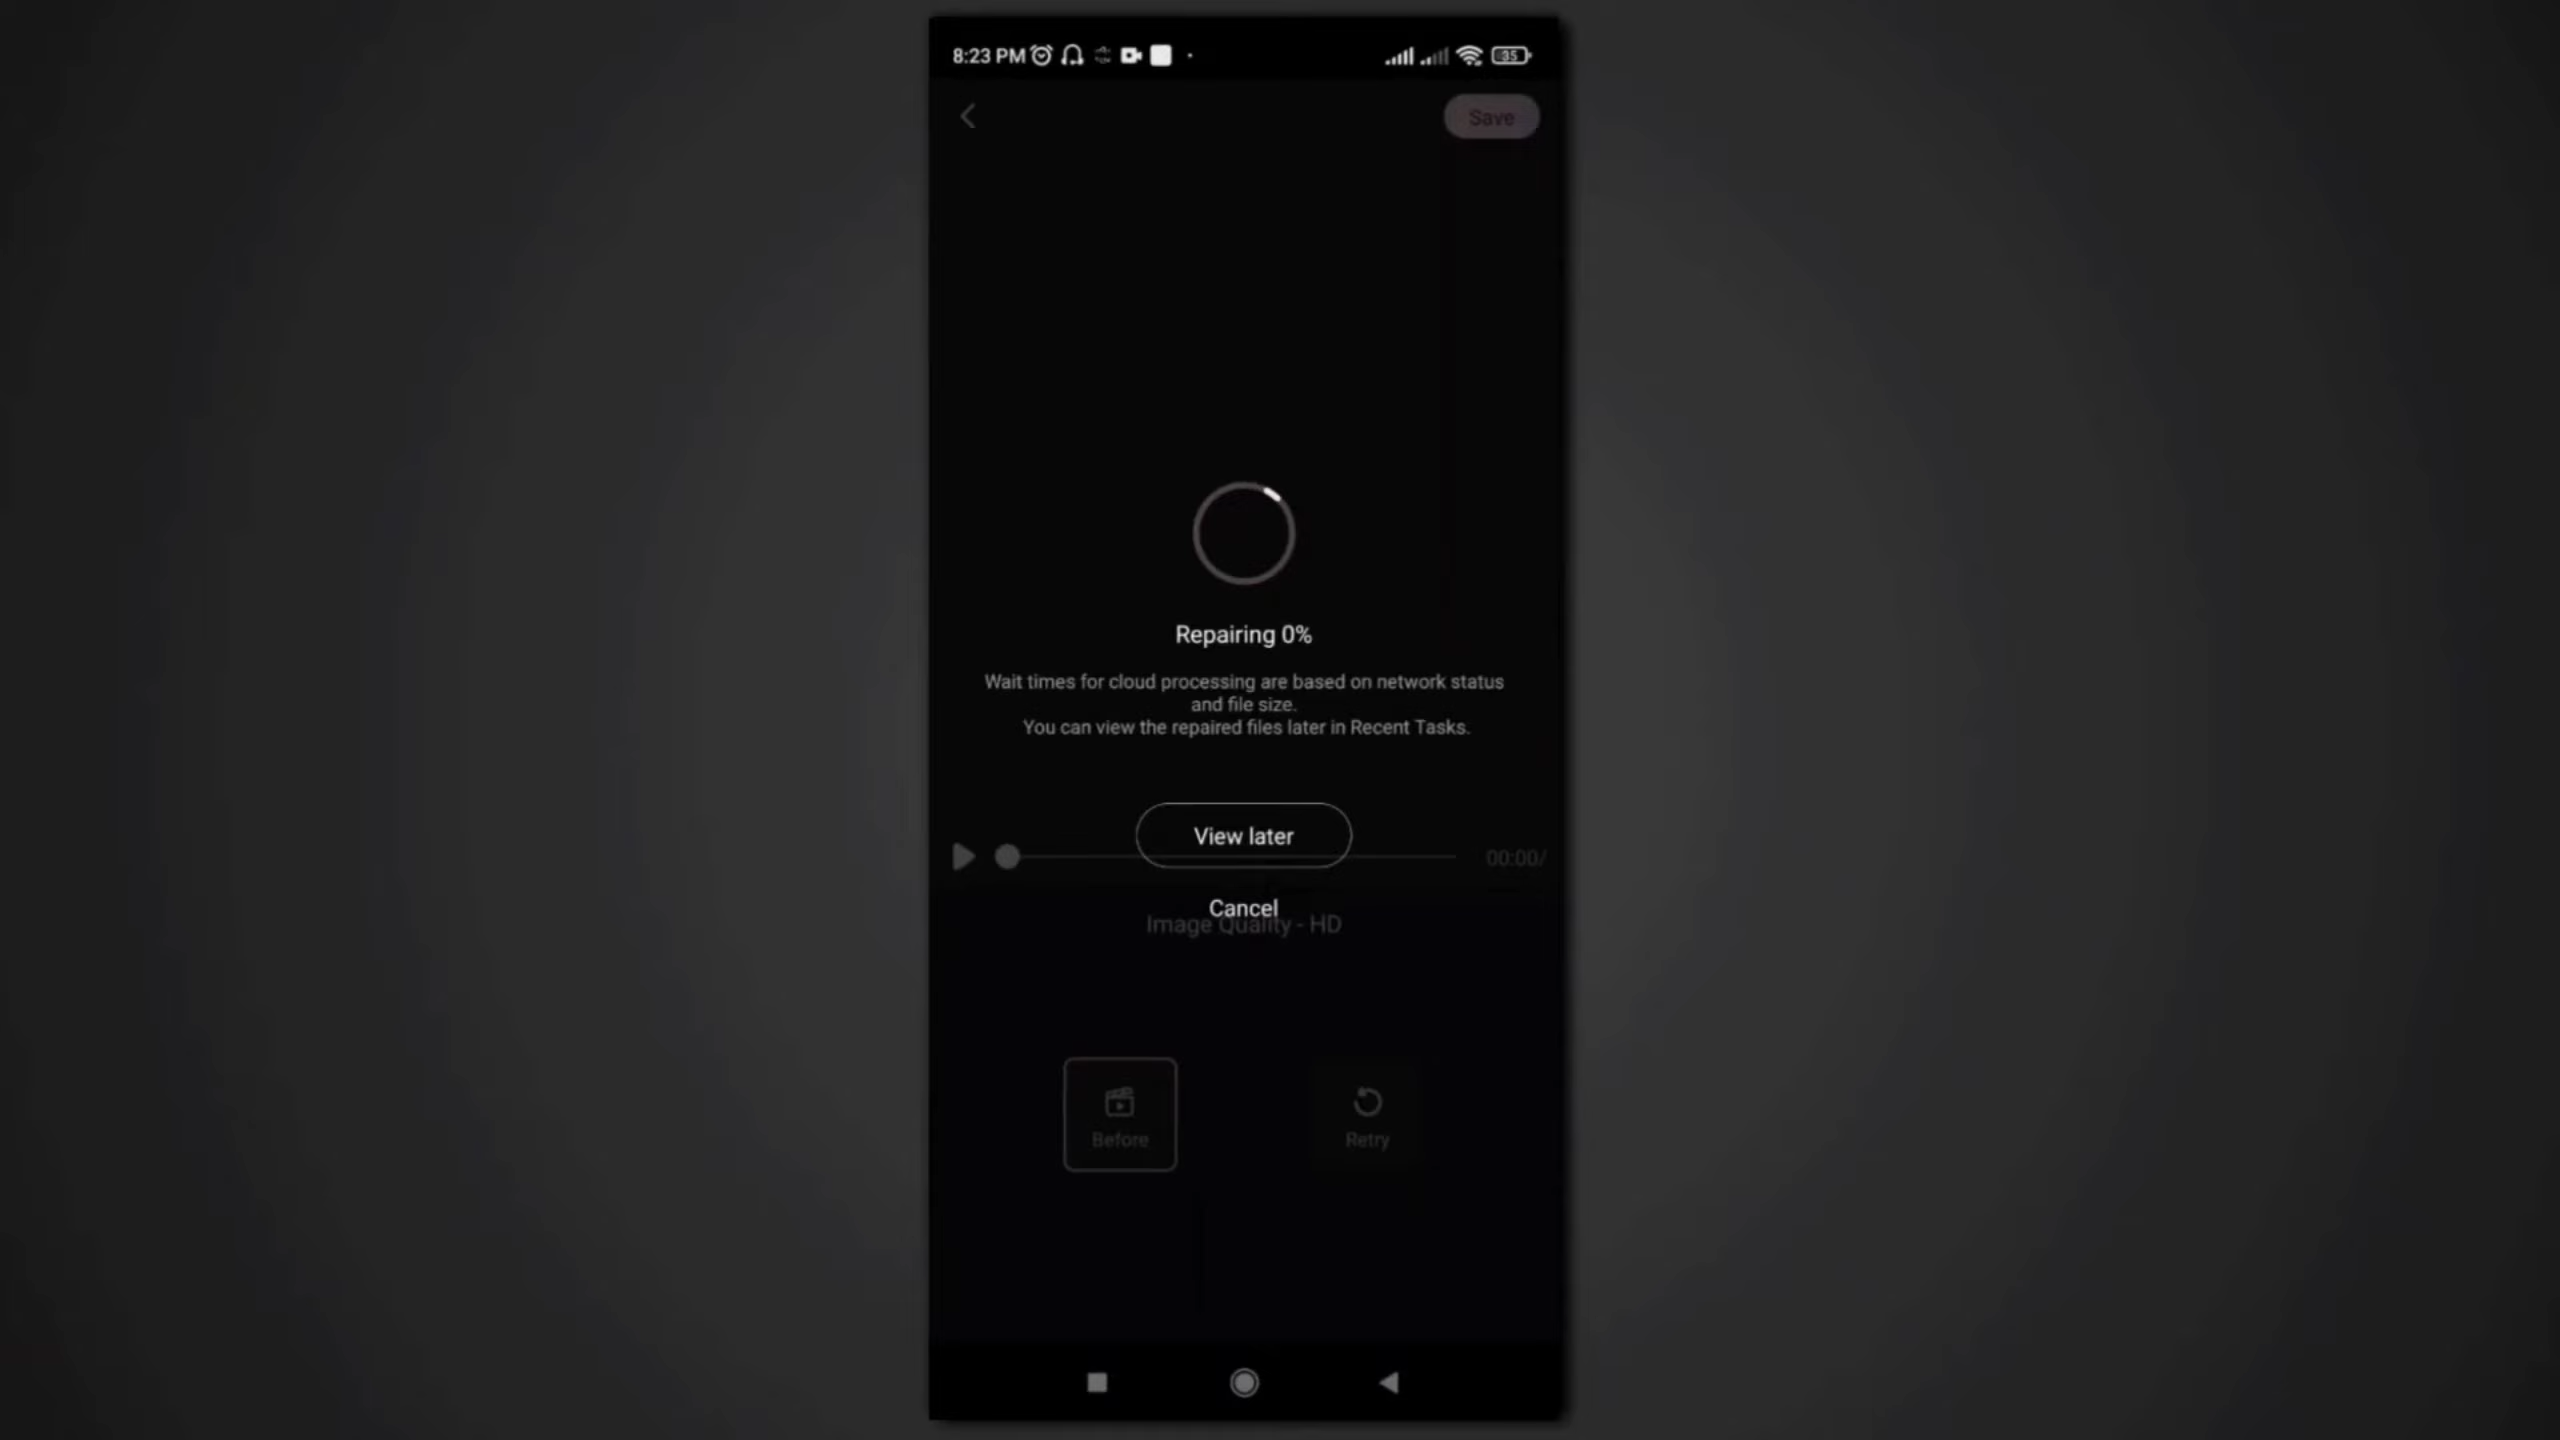 8:23 PM
35
Save
Repairing 0%
Wait times for cloud processing are based on network status
and file size.
You can view the repaired files later in Recent Tasks.
View later
00:00/
Cancel
Image Quality - HD
Before
Retry